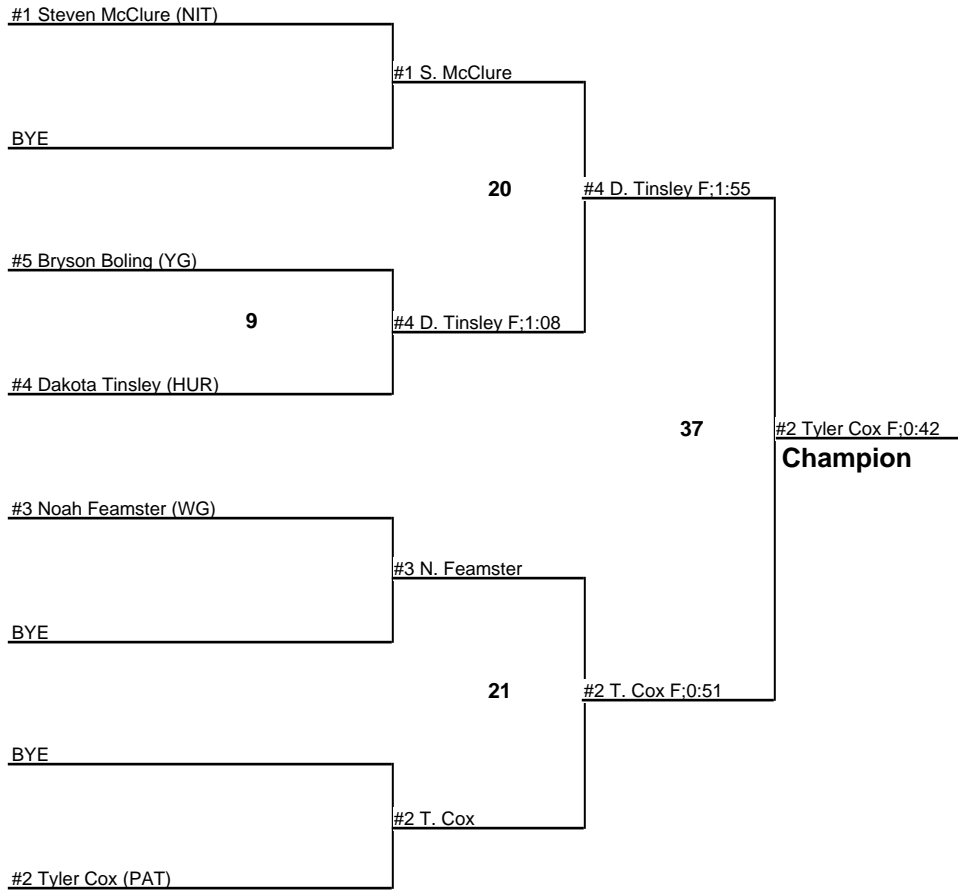 #1 Steven McClure (NIT)
#1 S. McClure
BYE
20
#4 D. Tinsley F;1:55
#5 Bryson Boling (YG)
9
#4 D. Tinsley F;1:08
#4 Dakota Tinsley (HUR)
37
#2 Tyler Cox F;0:42
Champion
#3 Noah Feamster (WG)
#3 N. Feamster
BYE
21
#2 T. Cox F;0:51
BYE
#2 T. Cox
#2 Tyler Cox (PAT)